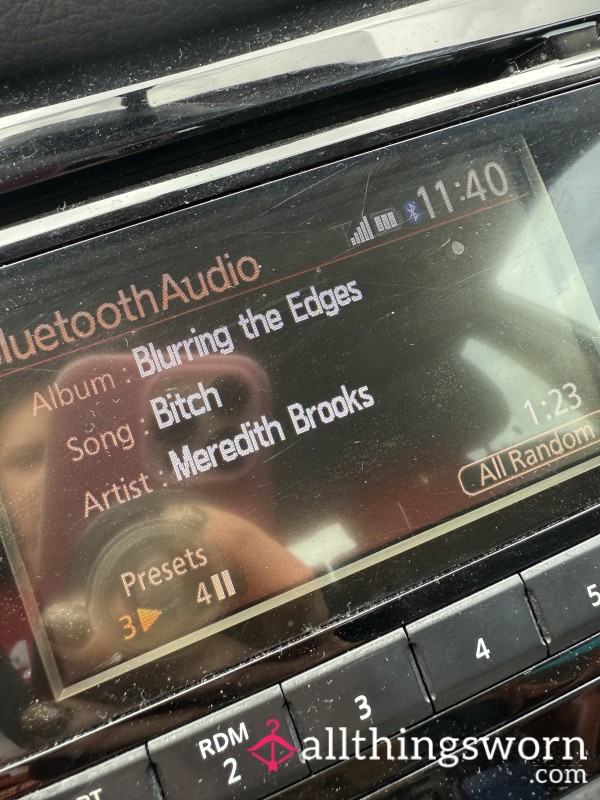 11:40
BluetoothAudio
Album : Blurring the Edges
Song : Bitch
Artist : Meredith Brooks
1:23
All Random
Presets
3 4
5
4
3
RDM
2
allthingsworn
.com